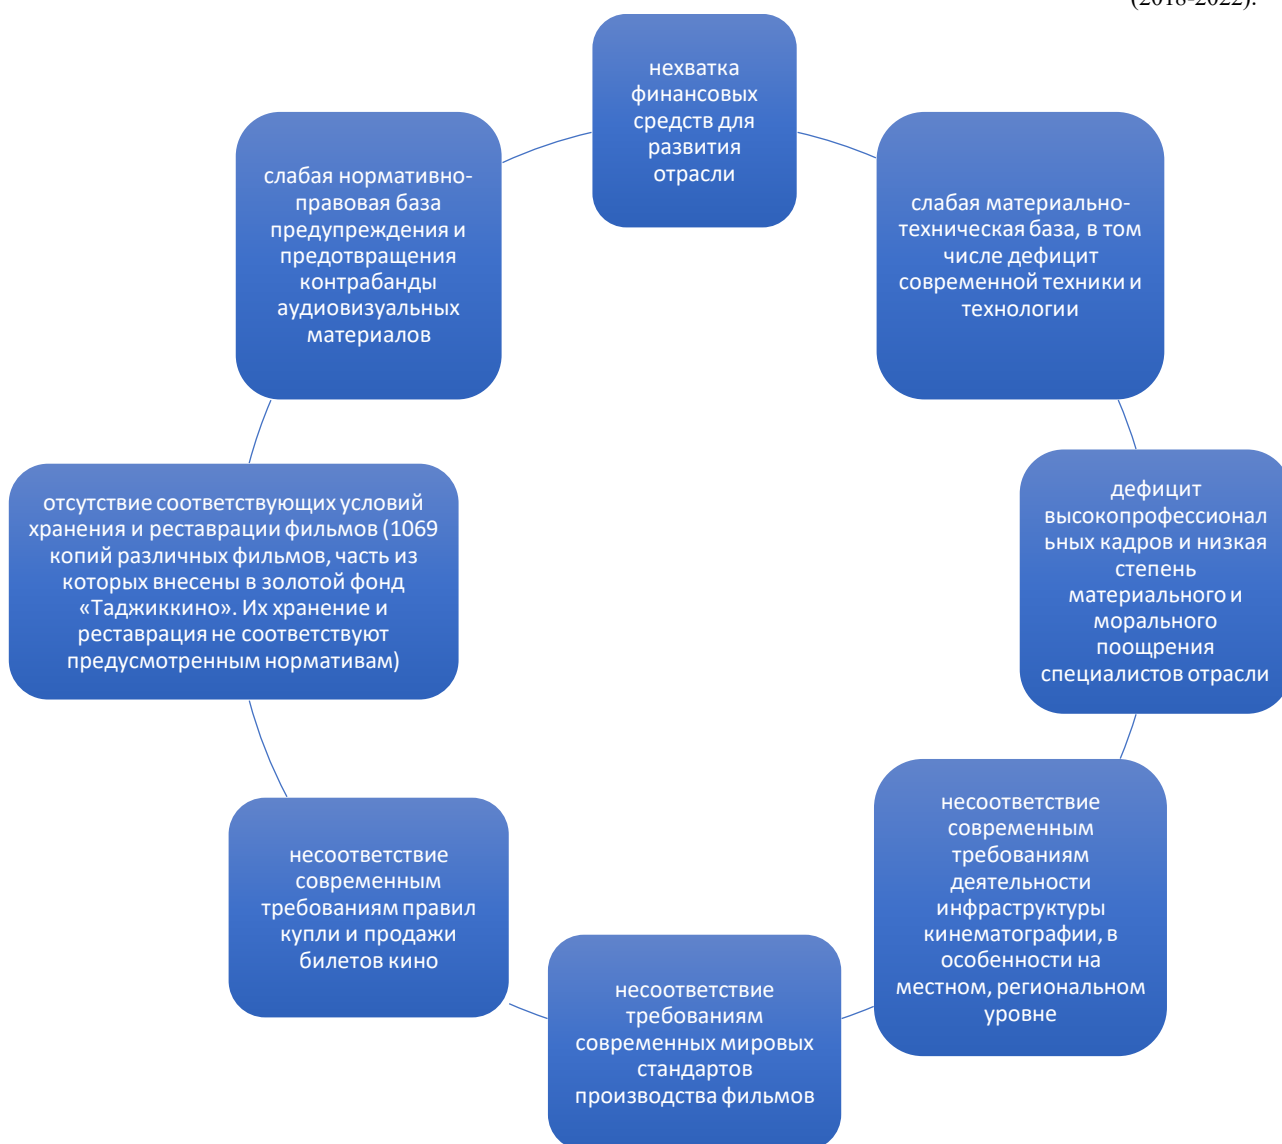 (2018-2022).
нехватка
финансовых
средств для
развития
отрасли
слабая материально-
техническая база, в том
числе дефицит
современной техники и
технологии
дефицит
высокопрофессионал
ьных кадров и низкая
степень
материального и
морального
поощрения
специалистов отрасли
несоответствие
современным
требованиям
деятельности
инфраструктуры
кинематографии, в
особенности на
местном, региональном
уровне
несоответствие
требованиям
современных мировых
стандартов
производства фильмов
несоответствие
современным
требованиям правил
купли и продажи
билетов кино
отсутствие соответствующих условий
хранения и реставрации фильмов (1069
копий различных фильмов, часть из
которых внесены в золотой фонд
«Таджиккино». Их хранение и
реставрация не соответствуют
предусмотренным нормативам)
слабая нормативно-
правовая база
предупреждения и
предотвращения
контрабанды
аудиовизуальных
материалов